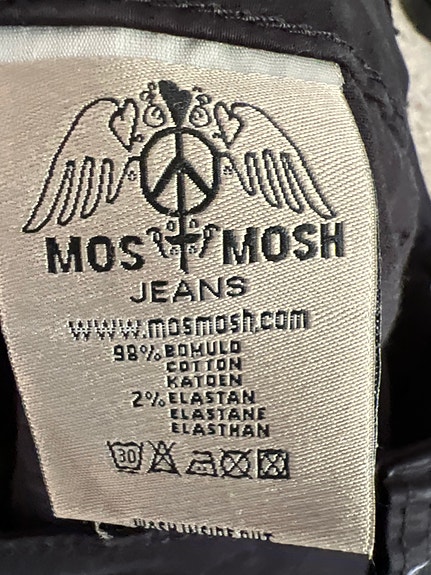 MOS MOSH
JEANS
www.mosmosh.com
98% BOMULD
COTTON
KATOEN
2% ELASTAN
ELASTANE
ELASTHAN
30
WASH INSIDE OUT